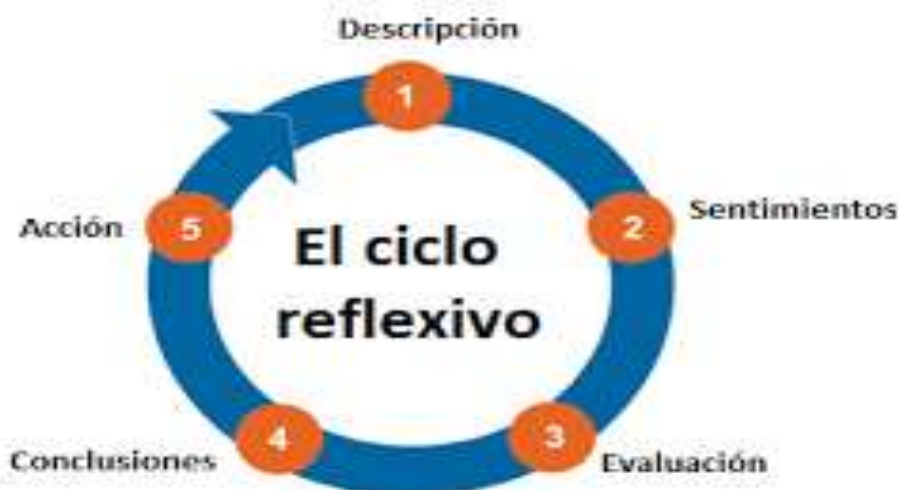 Descripción
1
Sentimientos
2
Acción
5
El ciclo
reflexivo
4
3
Conclusiones
Evaluación